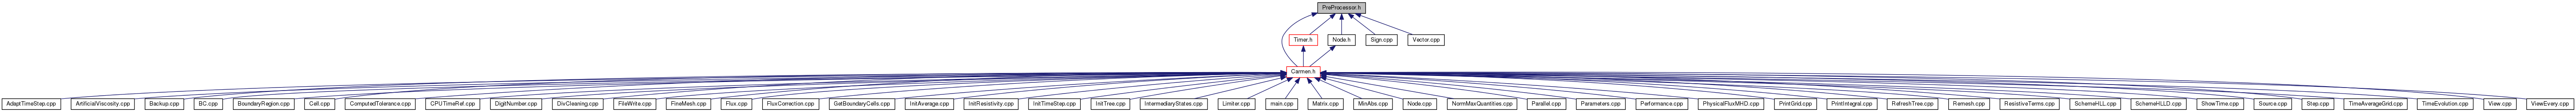 PreProcessor.h
Timer.h
Node.h
Sign.cpp
Vector.cpp
Carmen.h
AdaptTimeStep.cpp
ArtificialViscosity.cpp
Backup.cpp
BC.cpp
BoundaryRegion.cpp
Cell.cpp
ComputedTolerance.cpp
CPUTimeRef.cpp
DigitNumber.cpp
DivCleaning.cpp
FileWrite.cpp
FineMesh.cpp
Flux.cpp
FluxCorrection.cpp
GetBoundaryCells.cpp
InitAverage.cpp
InitResistivity.cpp
InitTimeStep.cpp
InitTree.cpp
IntermediaryStates.cpp
Limiter.cpp
main.cpp
Matrix.cpp
MinAbs.cpp
Node.cpp
NormMaxQuantities.cpp
Parallel.cpp
Parameters.cpp
Performance.cpp
PhysicalFluxMHD.cpp
PrintGrid.cpp
PrintIntegral.cpp
RefreshTree.cpp
Remesh.cpp
ResistiveTerms.cpp
SchemeHLL.cpp
SchemeHLLD.cpp
ShowTime.cpp
Source.cpp
Step.cpp
TimeAverageGrid.cpp
TimeEvolution.cpp
View.cpp
ViewEvery.cpp